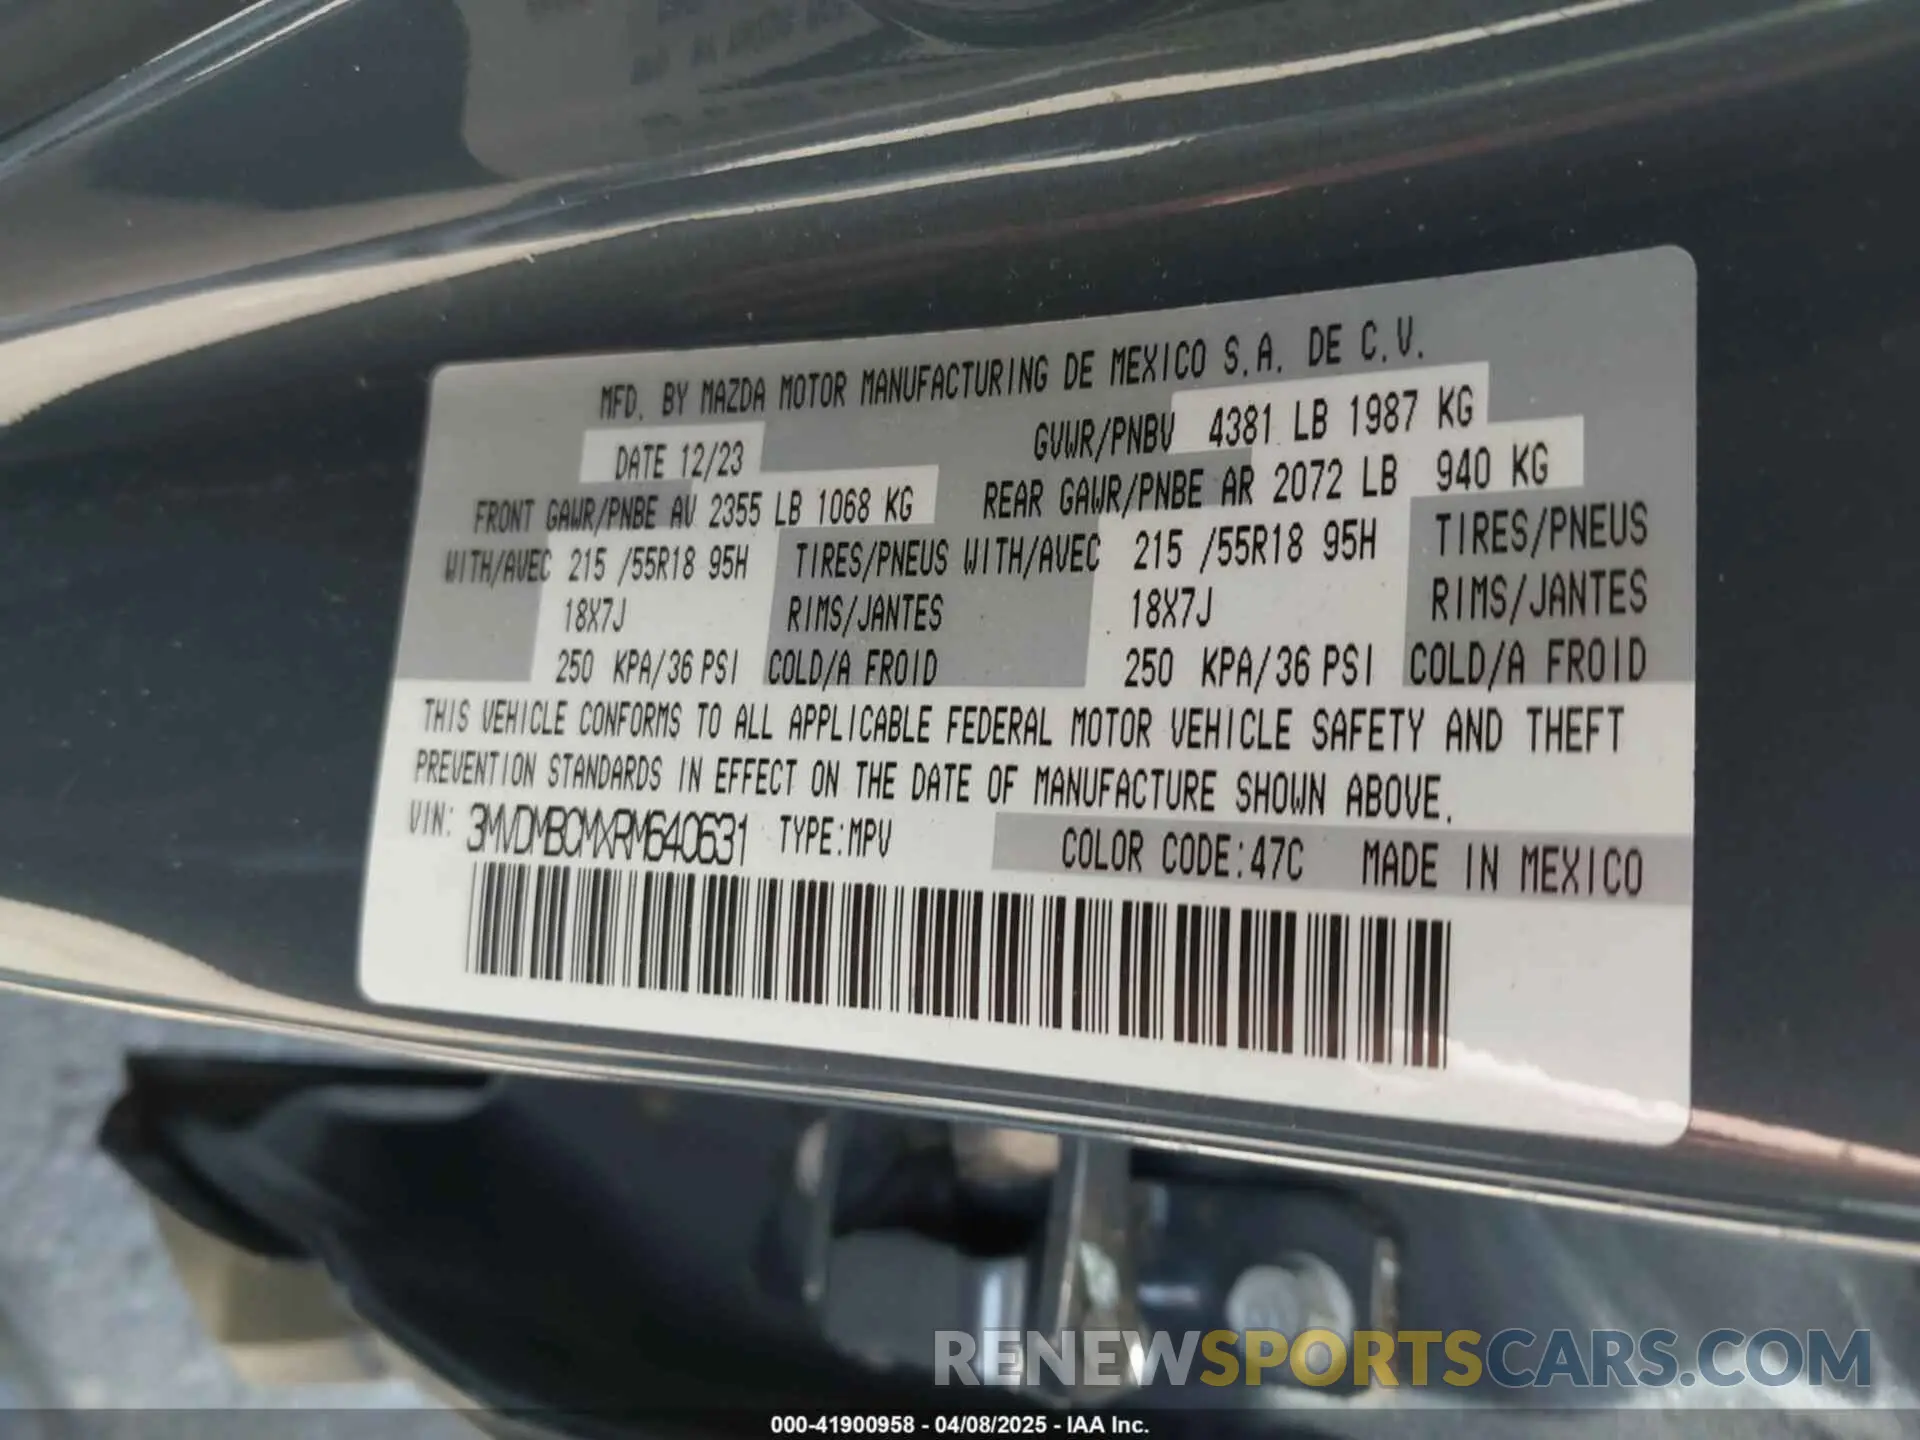 MFD. BY MAZDA MOTOR MANUFACTURING DE MEXICO S.A. DE C.V.
DATE 12/23 GVWR/PNBV 4381 LB 1987 KG
FRONT GAWR/PNBE AV 2355 LB 1068 KG REAR GAWR/PNBE AR 2072 LB 940 KG
WITH/AVEC 215 /55R18 95H TIRES/PNEUS WITH/AVEC 215 /55R18 95H TIRES/PNEUS
18X7J RIMS/JANTES 18X7J RIMS/JANTES
250 KPA/36 PSI COLD/A FROID 250 KPA/36 PSI COLD/A FROID
THIS VEHICLE CONFORMS TO ALL APPLICABLE FEDERAL MOTOR VEHICLE SAFETY AND THEFT
PREVENTION STANDARDS IN EFFECT ON THE DATE OF MANUFACTURE SHOWN ABOVE.
VIN: 3MVDMBCMXRM640631 TYPE:MPV COLOR CODE:47C MADE IN MEXICO
RENEWSPORTSCARS.COM
000-41900958 - 04/08/2025 - IAA Inc.